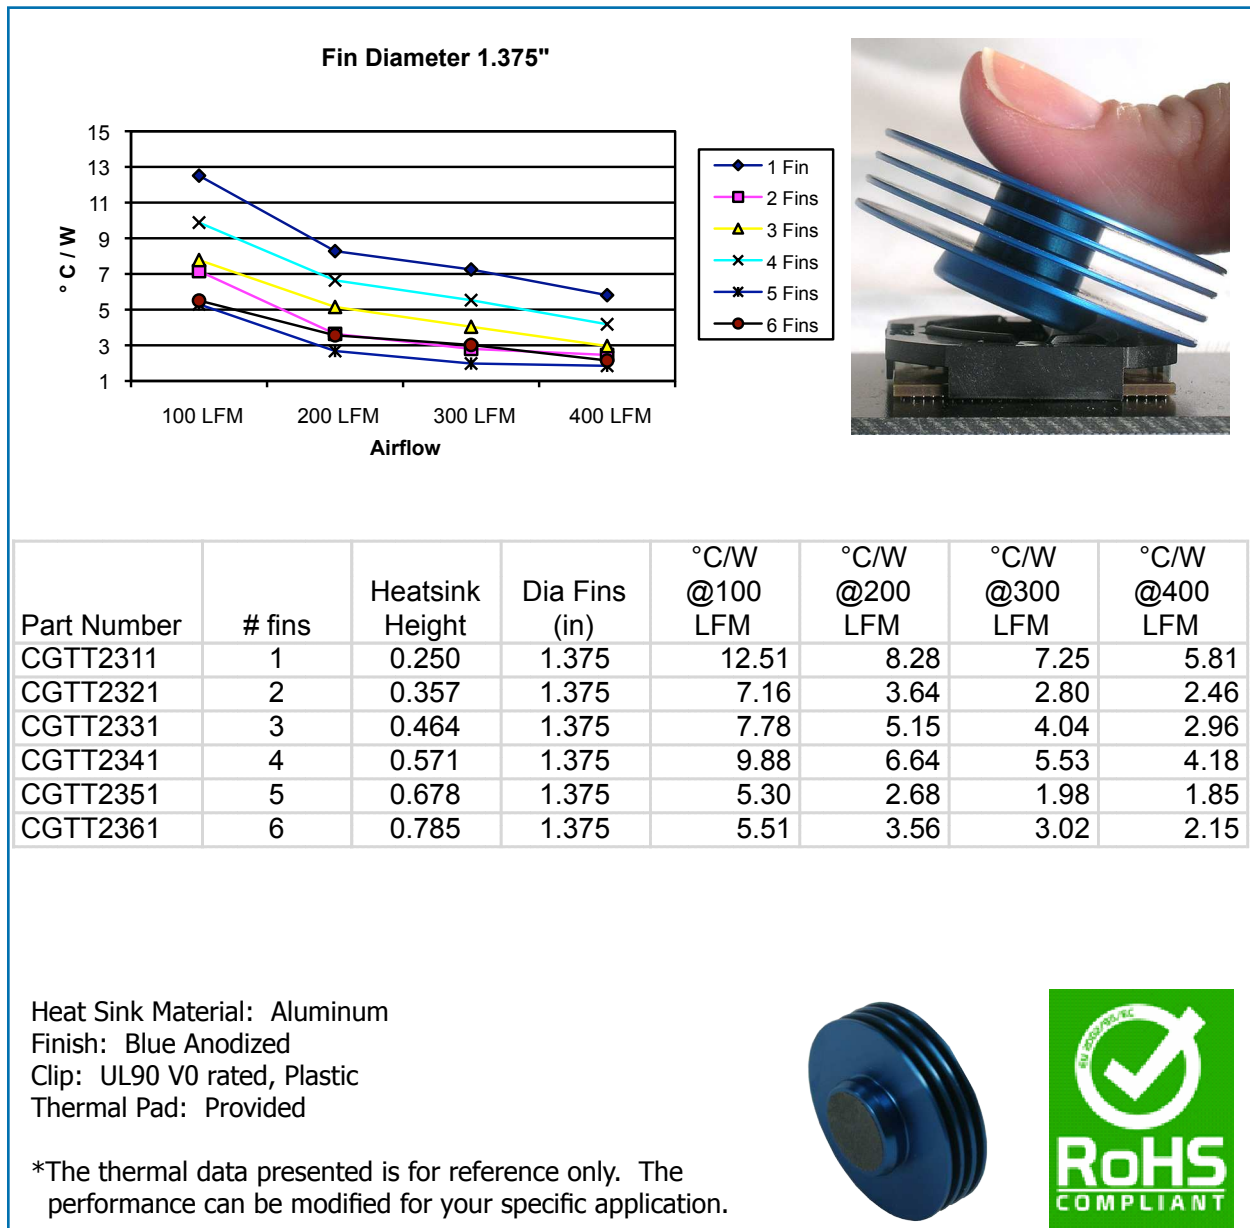 Fin Diameter 1.375"
15
13
11
9
7
5
3
1
° C / W
100 LFM 200 LFM 300 LFM 400 LFM
Airflow
1 Fin
2 Fins
3 Fins
4 Fins
5 Fins
6 Fins
Part Number # fins Heatsink Height Dia Fins (in) °C/W @100 LFM °C/W @200 LFM °C/W @300 LFM °C/W @400 LFM
CGTT2311 1 0.250 1.375 12.51 8.28 7.25 5.81
CGTT2321 2 0.357 1.375 7.16 3.64 2.80 2.46
CGTT2331 3 0.464 1.375 7.78 5.15 4.04 2.96
CGTT2341 4 0.571 1.375 9.88 6.64 5.53 4.18
CGTT2351 5 0.678 1.375 5.30 2.68 1.98 1.85
CGTT2361 6 0.785 1.375 5.51 3.56 3.02 2.15
Heat Sink Material: Aluminum
Finish: Blue Anodized
Clip: UL90 V0 rated, Plastic
Thermal Pad: Provided
*The thermal data presented is for reference only. The
performance can be modified for your specific application.
EU 2002/95/EC
RoHS
COMPLIANT